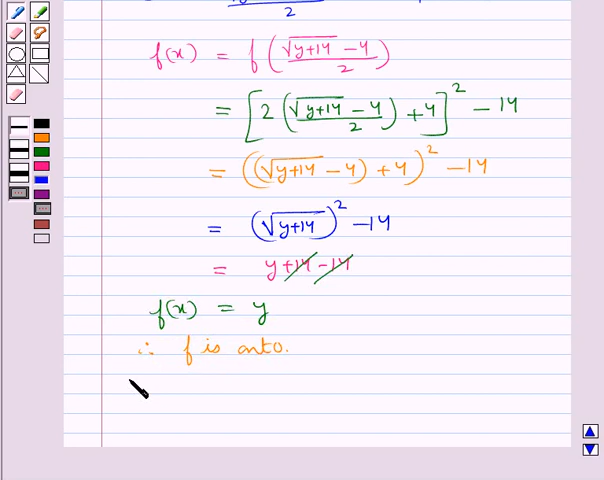 2
f(x) = f((√y+14 - 4)/2)
= [2((√y+14 - 4)/2) + 4]² - 14
= ((√y+14 - 4) + 4)² - 14
= (√y+14)² - 14
= y + 14 - 14
f(x) = y
∴ f is onto.